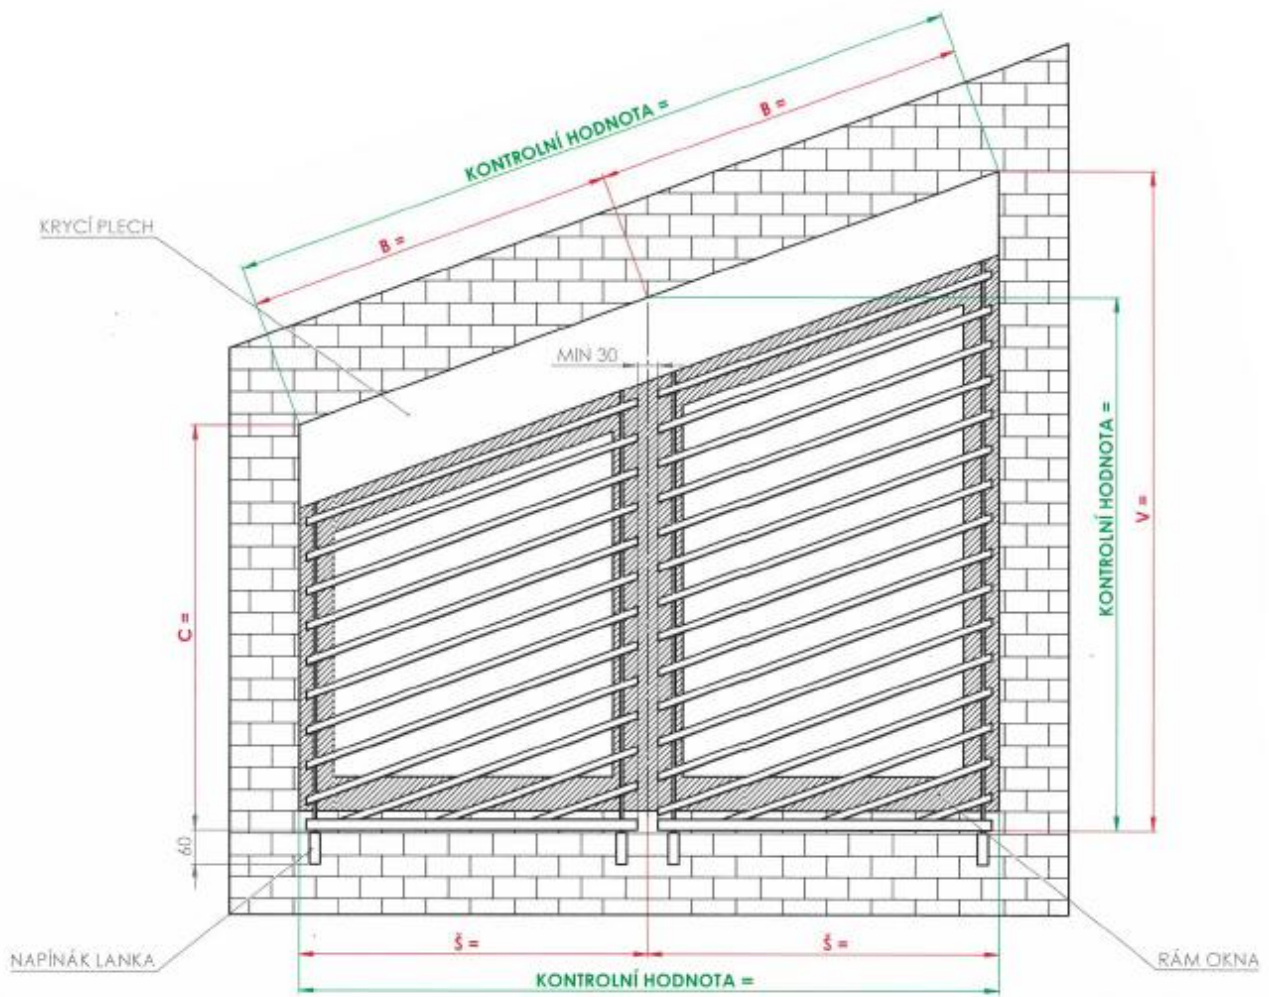 KONTROLNÍ HODNOTA =
B =
B =
KRYCÍ PLECH
MIN 30
C =
KONTROLNÍ HODNOTA =
V =
60
Š =
Š =
NAPÍNÁK LANKA
RÁM OKNA
KONTROLNÍ HODNOTA =